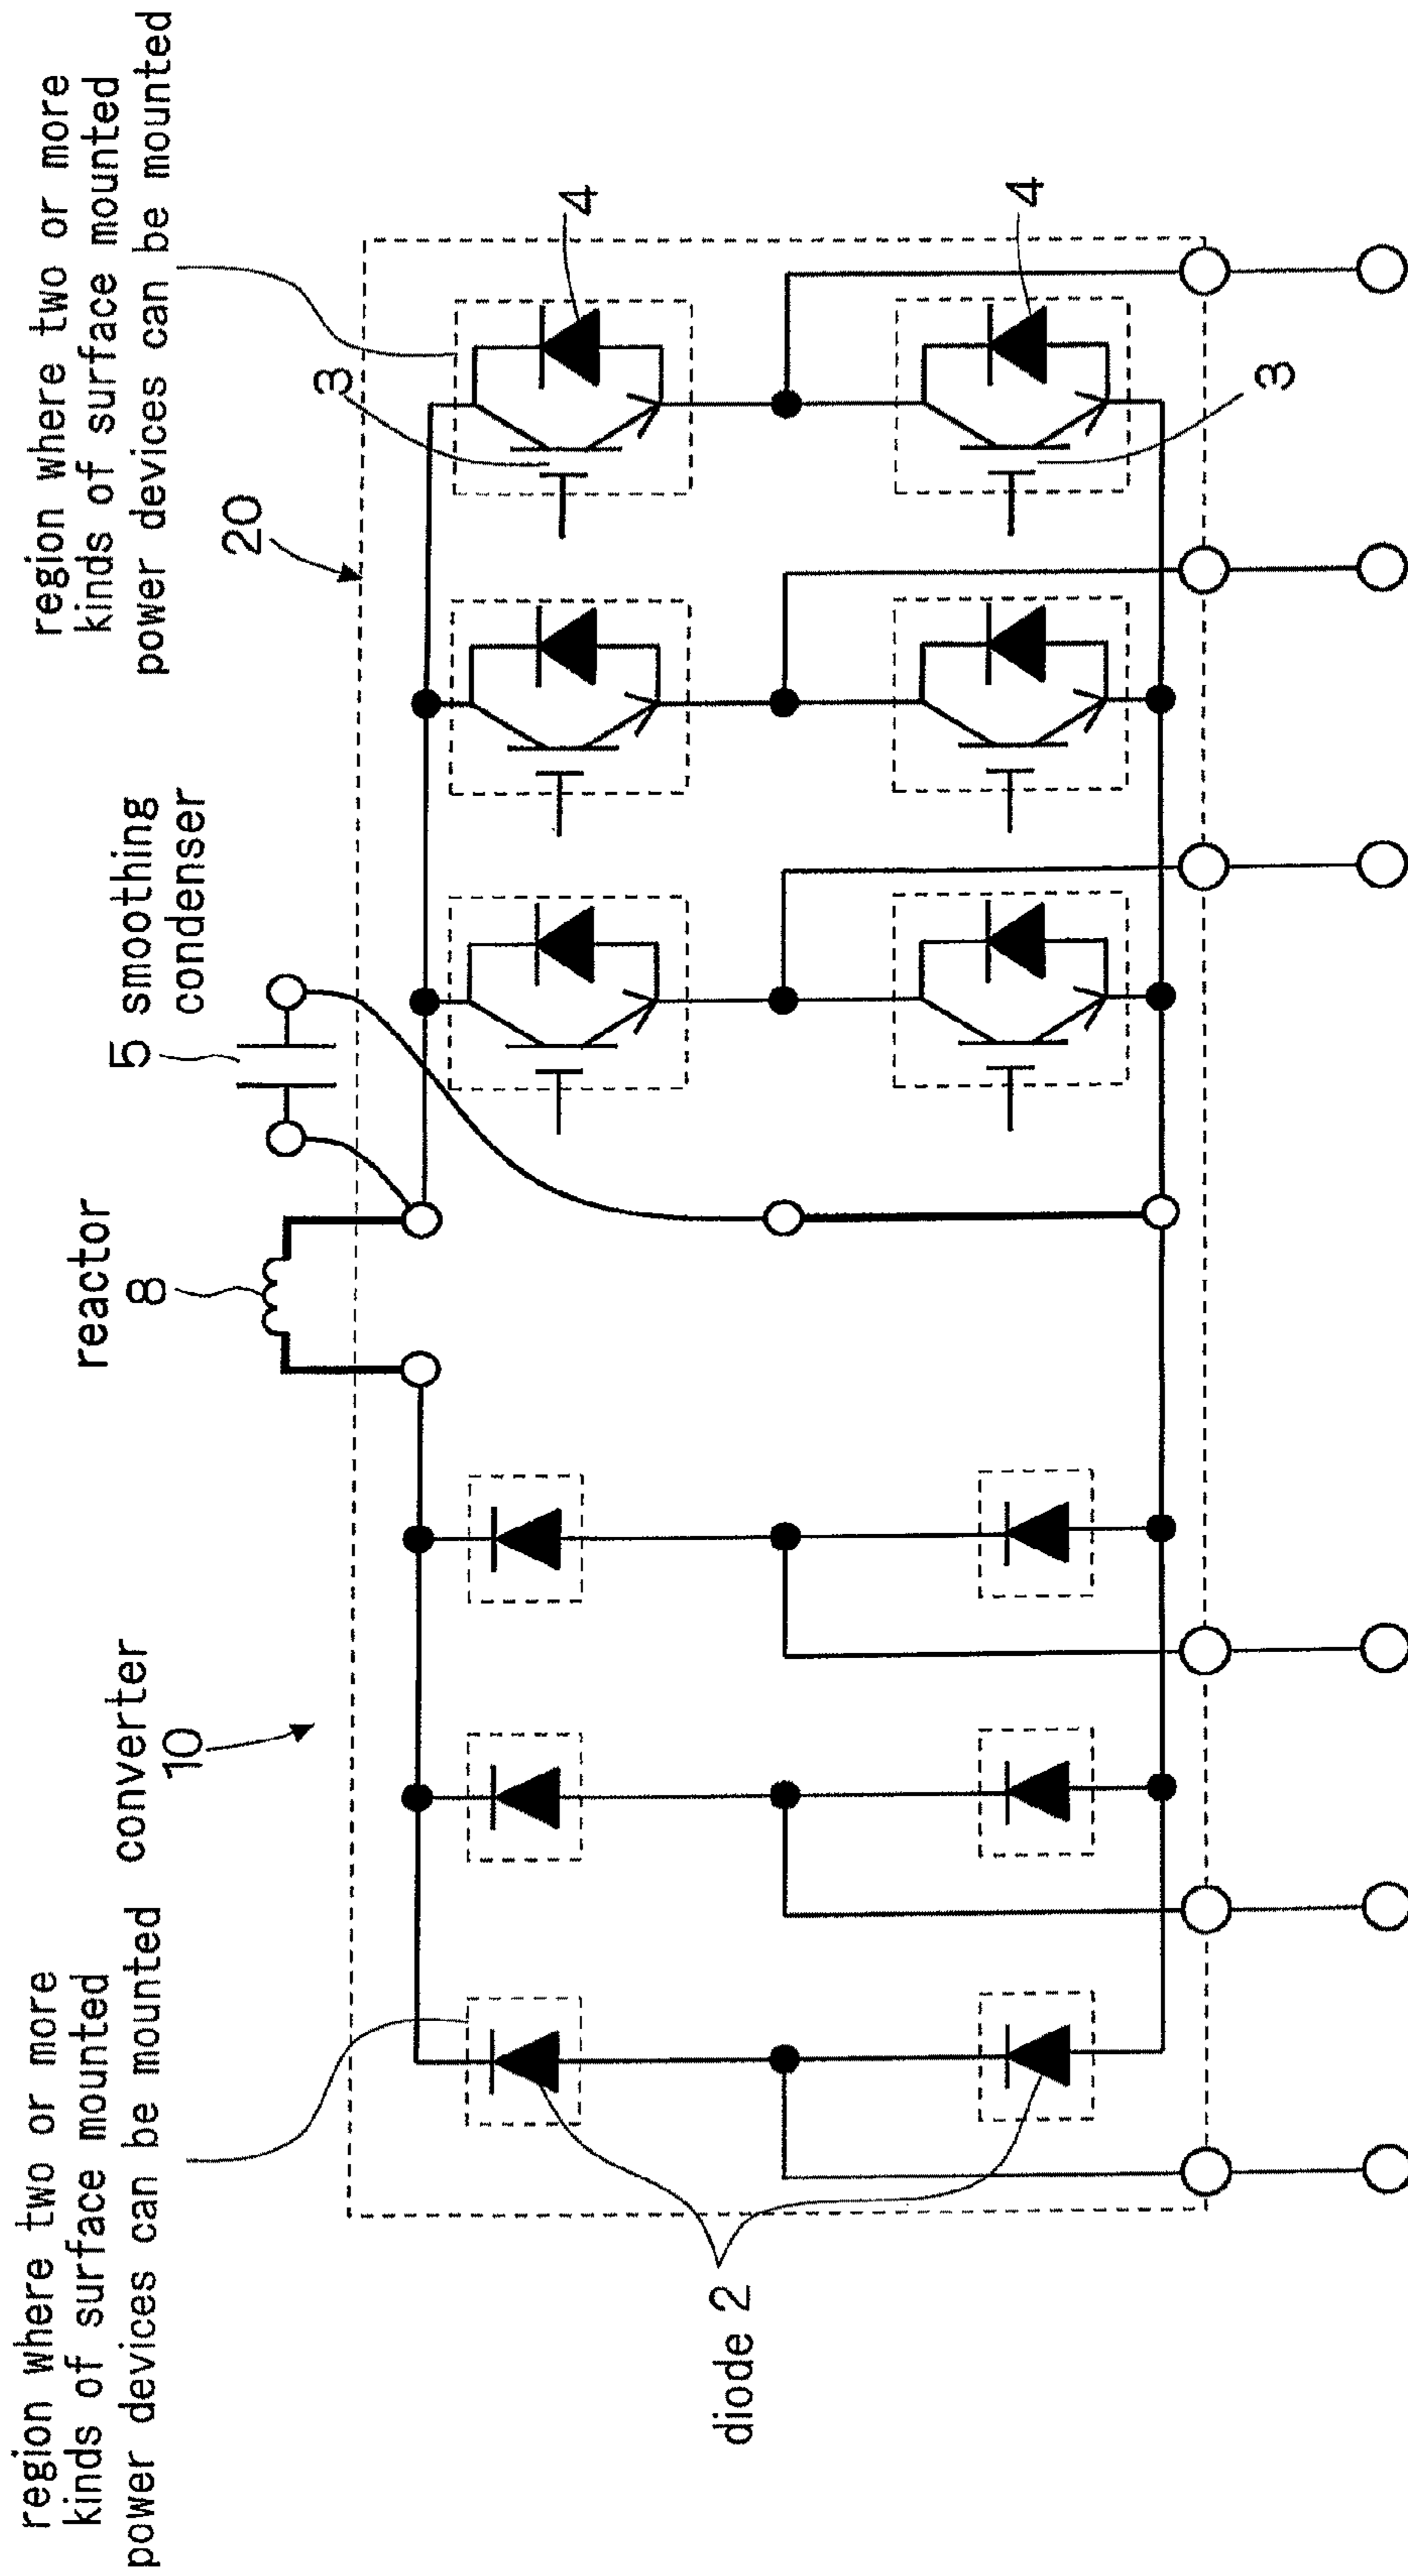 region where two or more
kinds of surface mounted
power devices can be mounted
converter
10
reactor
8
5 smoothing
condenser
20
region where two or more
kinds of surface mounted
power devices can be mounted
3
4
4
3
diode 2